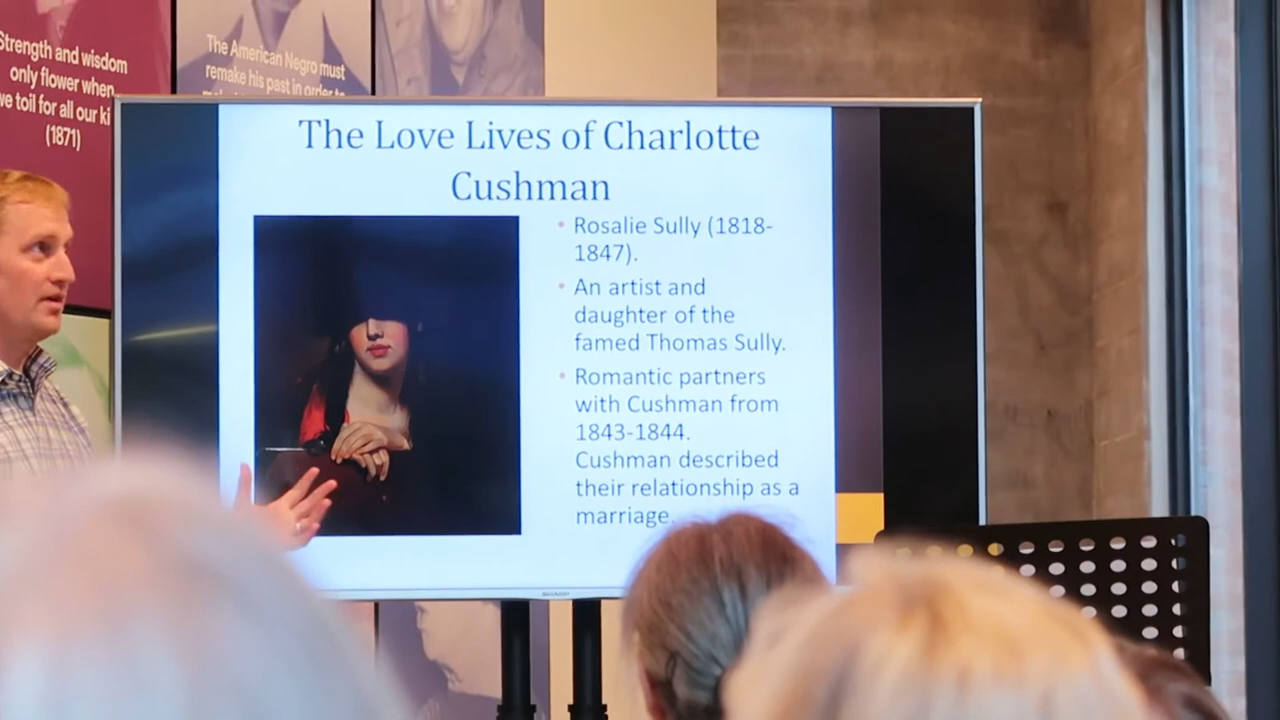 Strength and wisdom
only flower when
we toil for all our ki
(1871)
The American Negro must
remake his past in order to
The Love Lives of Charlotte
Cushman
• Rosalie Sully (1818-
1847).
• An artist and
daughter of the
famed Thomas Sully.
• Romantic partners
with Cushman from
1843-1844.
Cushman described
their relationship as a
marriage.